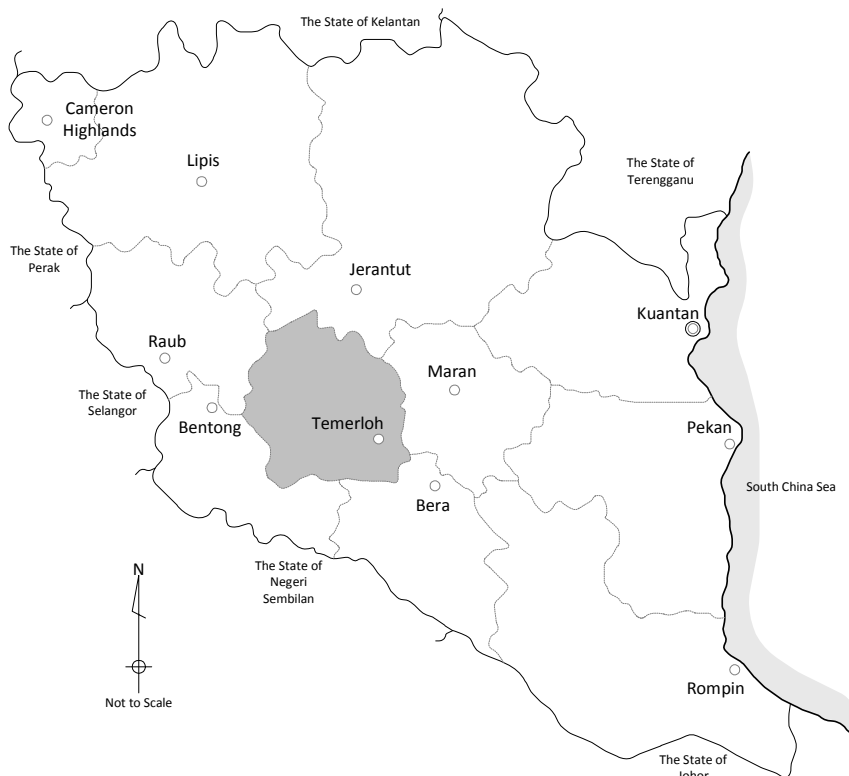 The State of Kelantan
Cameron
Highlands
Lipis
The State of
Terengganu
The State of
Perak
Jerantut
Kuantan
Raub
Maran
The State of
Selangor
Bentong
Temerloh
Pekan
Bera
South China Sea
The State of
Negeri
Sembilan
N
Not to Scale
Rompin
The State of
Johor